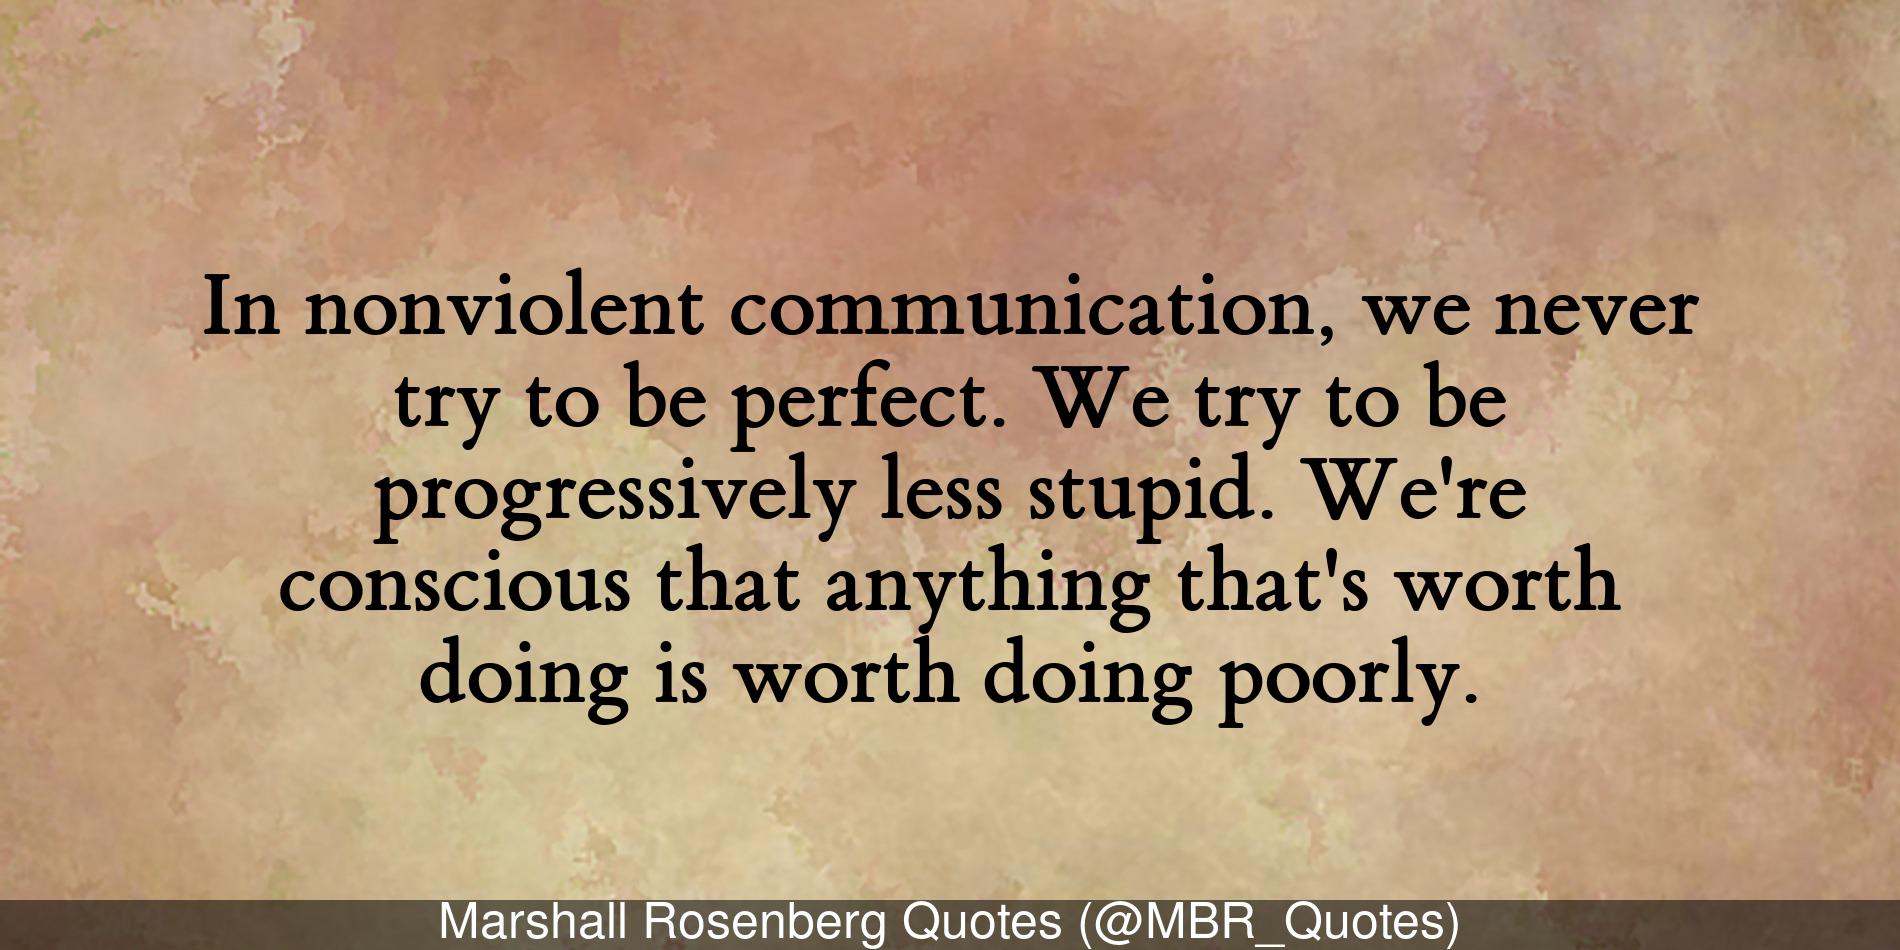 In nonviolent communication, we never
try to be perfect. We try to be
progressively less stupid. We're
conscious that anything that's worth
doing is worth doing poorly.
Marshall Rosenberg Quotes (@MBR_Quotes)